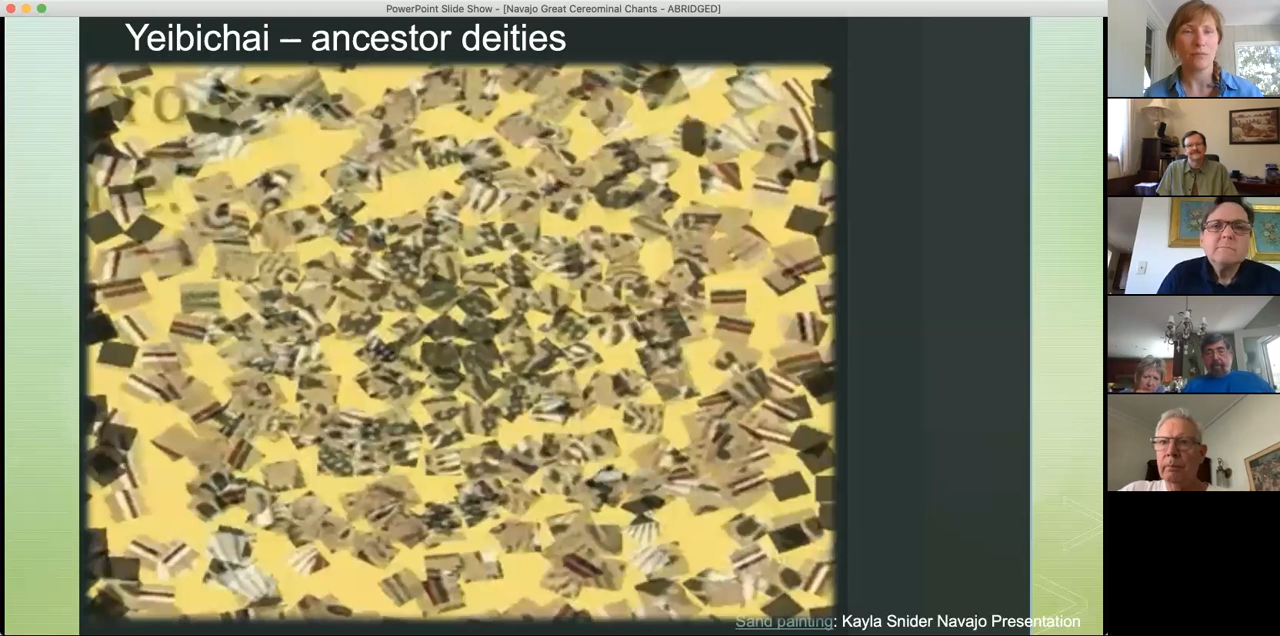 PowerPoint Slide Show - [Navajo Great Cereominal Chants - ABRIDGED]
Yeibichai – ancestor deities
Sand painting: Kayla Snider Navajo Presentation